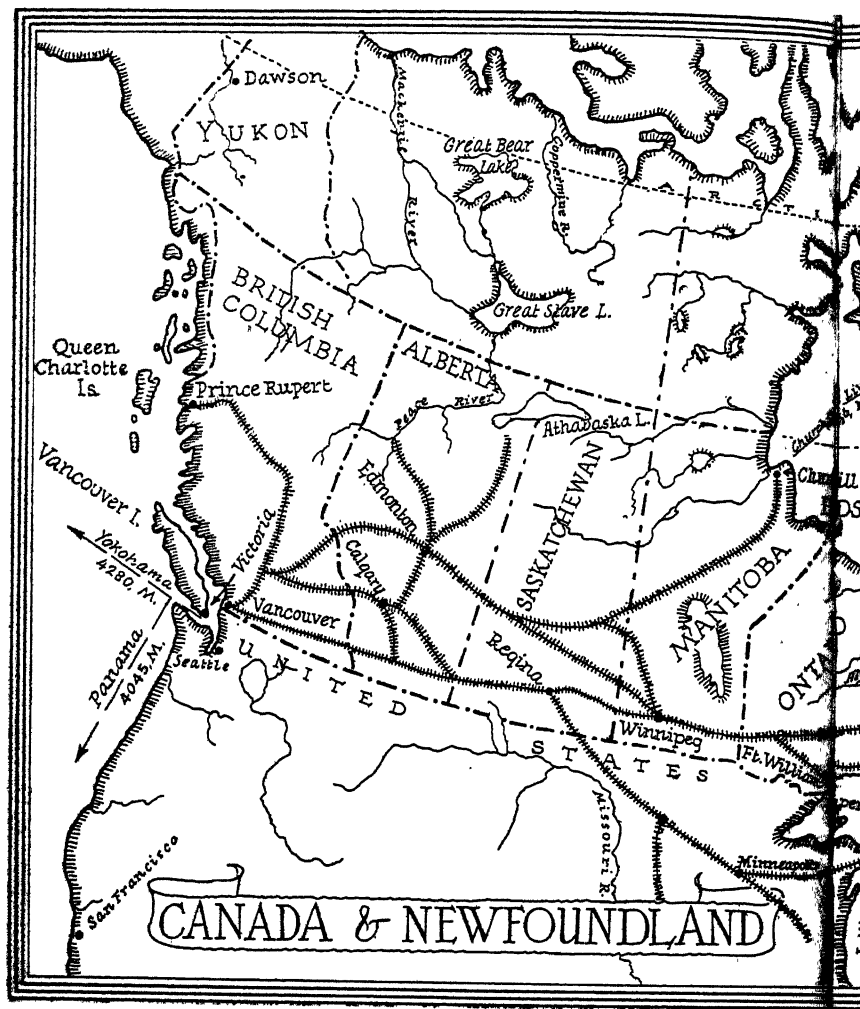 Dawson
YUKON
Mackenzie
River
Great Bear
Lake
Coppermine R.
ARCTI
BRITISH
COLUMBIA
Great Slave L.
ALBERTA
Queen
Charlotte
Is.
Prince Rupert
Peace
River
Athabaska L.
Vancouver I.
Edmonton
SASKATCHEWAN
Yokohama
4280. M.
Victoria
Calgary
MANITOBA
Vancouver
Panama
4045. M.
Seattle
Regina
ONTA
UNITED
STATES
Winnipeg
Ft. William
Missouri R.
Minneapolis
San Francisco
CANADA & NEWFOUNDLAND